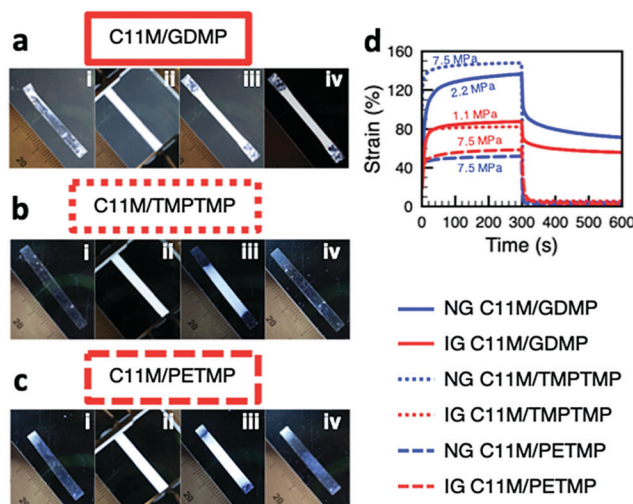 a
C11M/GDMP
i
ii
iii
iv
20
b
C11M/TMPTMP
i
ii
iii
iv
20
20
c
C11M/PETMP
i
ii
iii
iv
20
20
d
Strain (%)
160
120
80
40
0
7.5 MPa
2.2 MPa
1.1 MPa
7.5 MPa
7.5 MPa
0 100 200 300 400 500 600
Time (s)
NG C11M/GDMP
IG C11M/GDMP
NG C11M/TMPTMP
IG C11M/TMPTMP
NG C11M/PETMP
IG C11M/PETMP